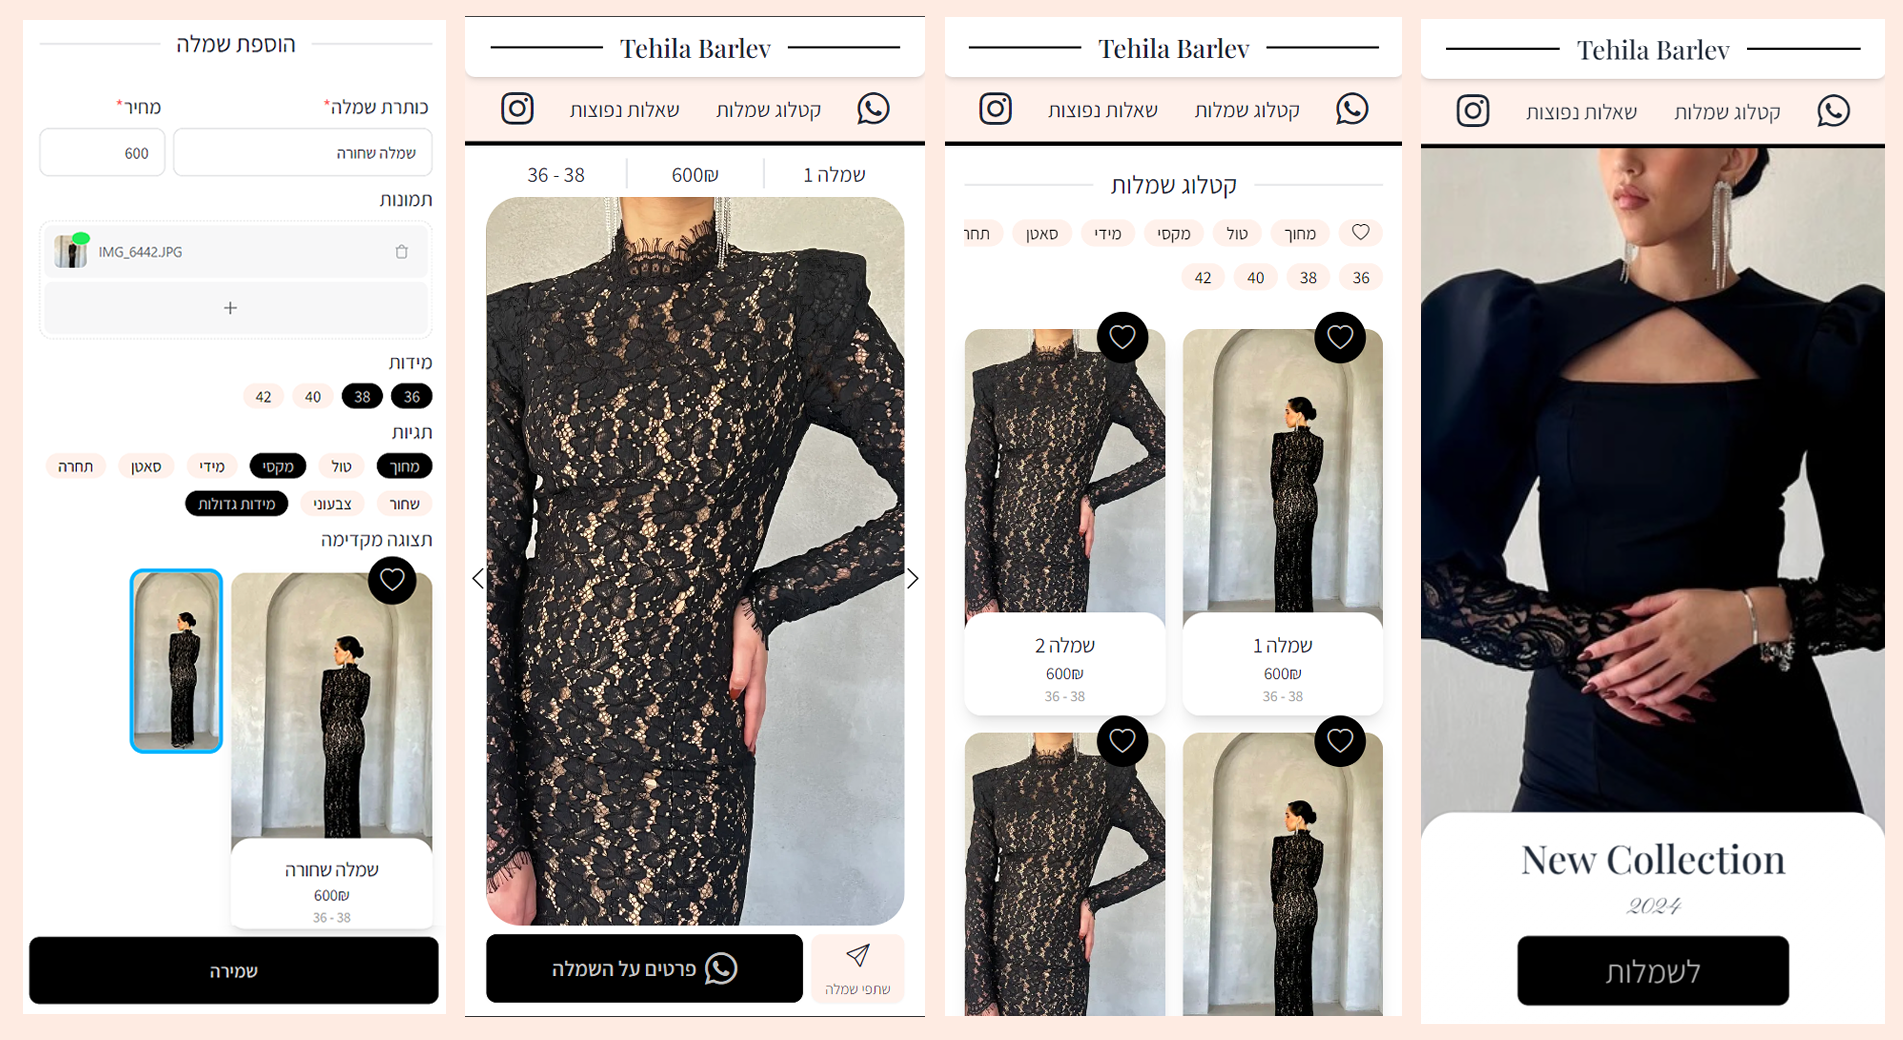 Tehila Barlev
קטלוג שמלות
שאלות נפוצות
New Collection
2024
לשמלות
Tehila Barlev
קטלוג שמלות
שאלות נפוצות
קטלוג שמלות
מחוך
טול
מקסי
מידי
סאטן
תחר
36
38
40
42
שמלה 1
600₪
36 - 38
שמלה 2
600₪
36 - 38
Tehila Barlev
קטלוג שמלות
שאלות נפוצות
שמלה 1
600₪
36 - 38
שתפי שמלה
פרטים על השמלה
הוספת שמלה
כותרת שמלה*
מחיר*
שמלה שחורה
600
תמונות
IMG_6442.JPG
+
מידות
36
38
40
42
תגיות
מחוך
טול
מקסי
מידי
סאטן
תחרה
שחור
צבעוני
מידות גדולות
תצוגה מקדימה
שמלה שחורה
600₪
36 - 38
שמירה